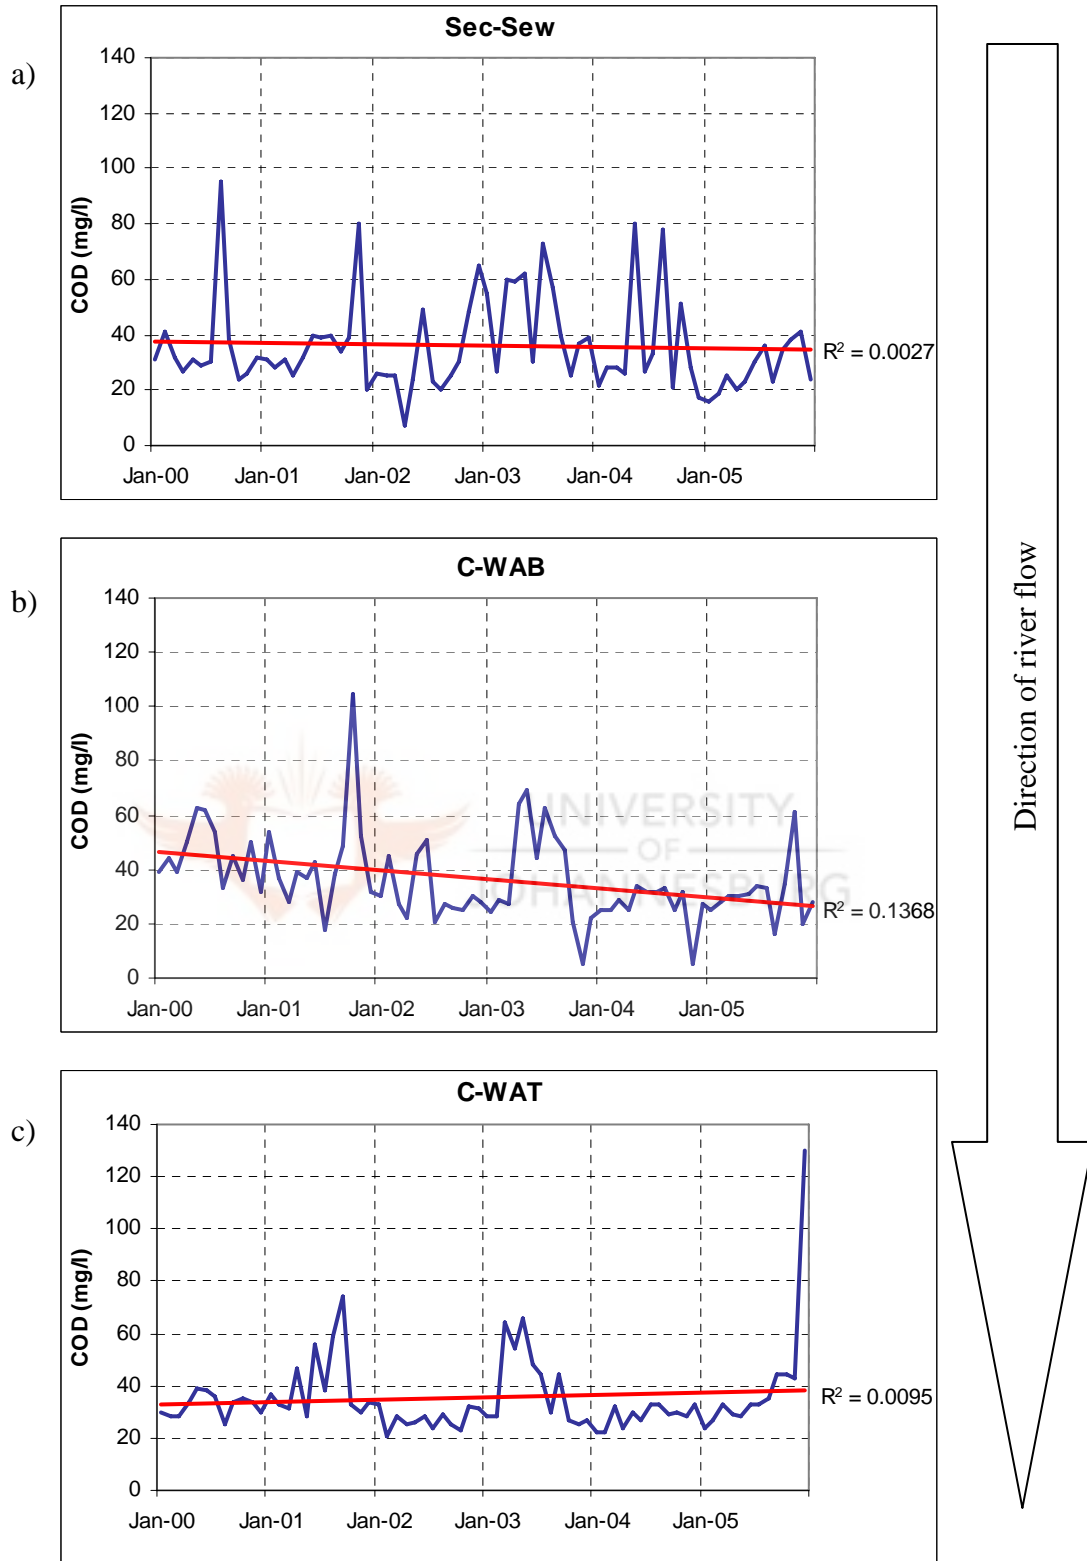 Sec-Sew
a)
140
120
100
80
60
40
20
0
COD (mg/l)
R² = 0.0027
Jan-00 Jan-01 Jan-02 Jan-03 Jan-04 Jan-05
C-WAB
b)
140
120
100
80
60
40
20
0
COD (mg/l)
UNIVERSITY
OF
JOHANNESBURG
R² = 0.1368
Jan-00 Jan-01 Jan-02 Jan-03 Jan-04 Jan-05
C-WAT
c)
140
120
100
80
60
40
20
0
COD (mg/l)
R² = 0.0095
Jan-00 Jan-01 Jan-02 Jan-03 Jan-04 Jan-05
Direction of river flow